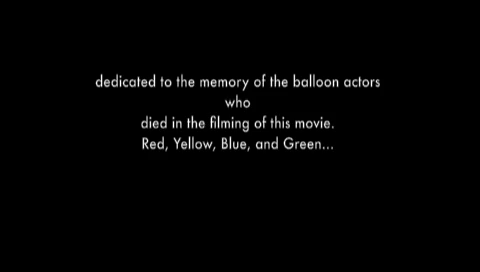 dedicated to the memory of the balloon actors
who
died in the filming of this movie.
Red, Yellow, Blue, and Green...